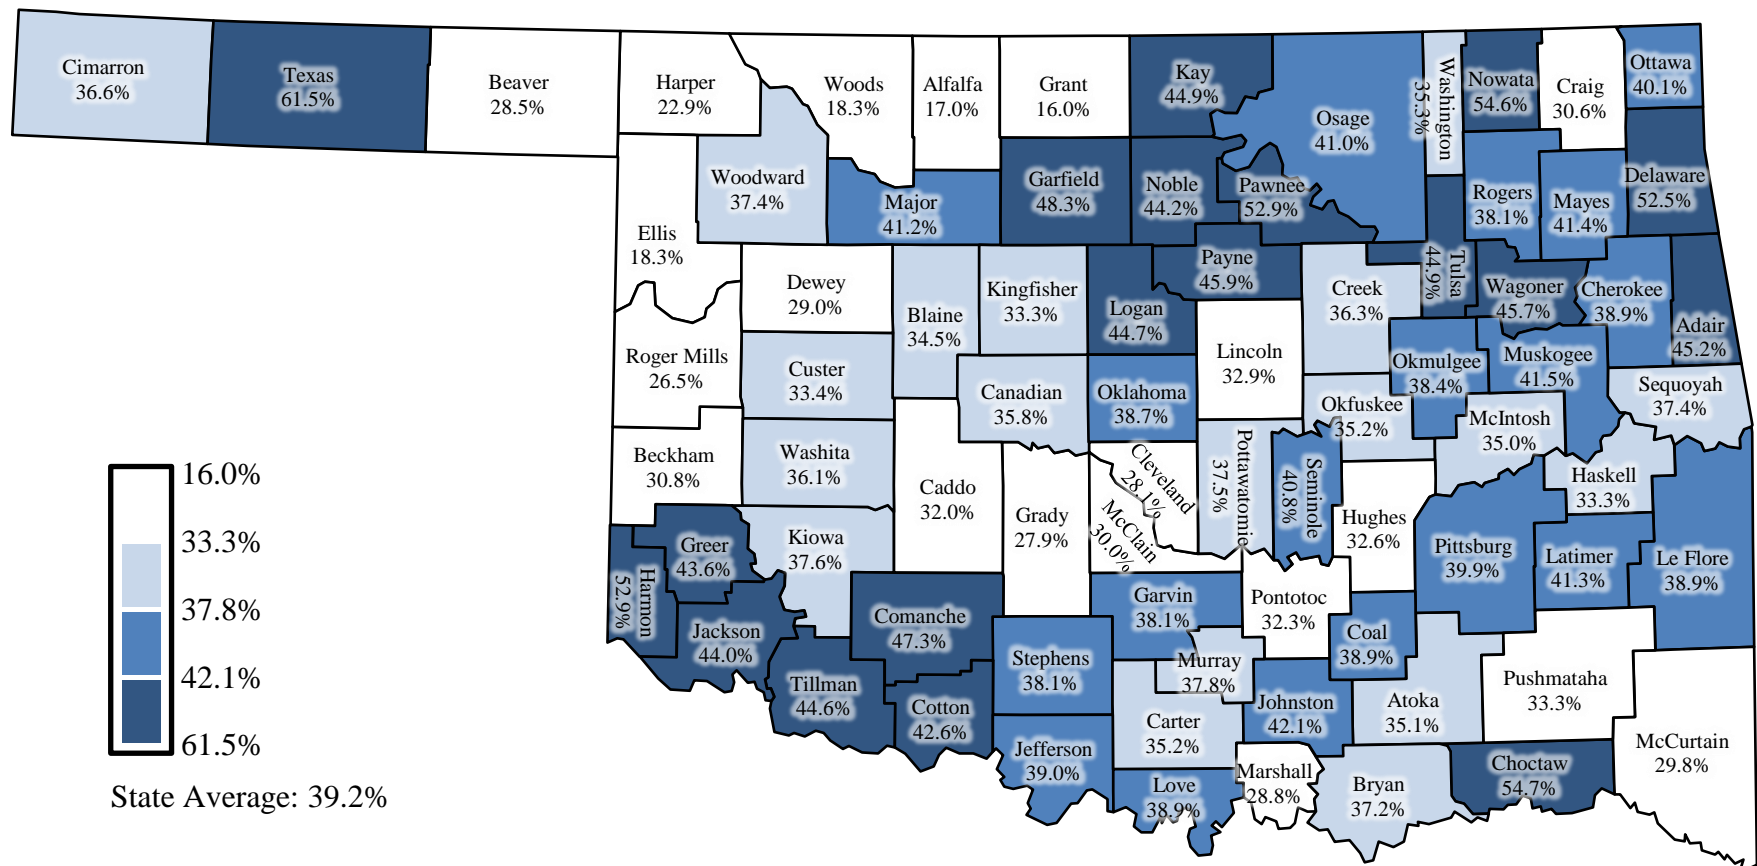 Cimarron
36.6%
Texas
61.5%
Beaver
28.5%
Harper
22.9%
Woods
18.3%
Alfalfa
17.0%
Grant
16.0%
Kay
44.9%
Osage
41.0%
Washington
35.3%
Nowata
54.6%
Craig
30.6%
Ottawa
40.1%
Woodward
37.4%
Major
41.2%
Garfield
48.3%
Noble
44.2%
Pawnee
52.9%
Rogers
38.1%
Mayes
41.4%
Delaware
52.5%
Ellis
18.3%
Dewey
29.0%
Blaine
34.5%
Kingfisher
33.3%
Logan
44.7%
Payne
45.9%
Creek
36.3%
Tulsa
44.9%
Wagoner
45.7%
Cherokee
38.9%
Adair
45.2%
Roger Mills
26.5%
Custer
33.4%
Canadian
35.8%
Oklahoma
38.7%
Lincoln
32.9%
Okmulgee
38.4%
Muskogee
41.5%
Sequoyah
37.4%
Okfuskee
35.2%
McIntosh
35.0%
Beckham
30.8%
Washita
36.1%
Caddo
32.0%
Grady
27.9%
Cleveland
28.1%
McClain
30.0%
Pottawatomie
37.5%
Seminole
40.8%
Hughes
32.6%
Haskell
33.3%
Pittsburg
39.9%
Latimer
41.3%
Le Flore
38.9%
Greer
43.6%
Kiowa
37.6%
Harmon
52.9%
Jackson
44.0%
Comanche
47.3%
Garvin
38.1%
Pontotoc
32.3%
Coal
38.9%
Stephens
38.1%
Murray
37.8%
Tillman
44.6%
Cotton
42.6%
Johnston
42.1%
Atoka
35.1%
Pushmataha
33.3%
Carter
35.2%
Jefferson
39.0%
Love
38.9%
Marshall
28.8%
Bryan
37.2%
Choctaw
54.7%
McCurtain
29.8%
16.0%
33.3%
37.8%
42.1%
61.5%
State Average: 39.2%